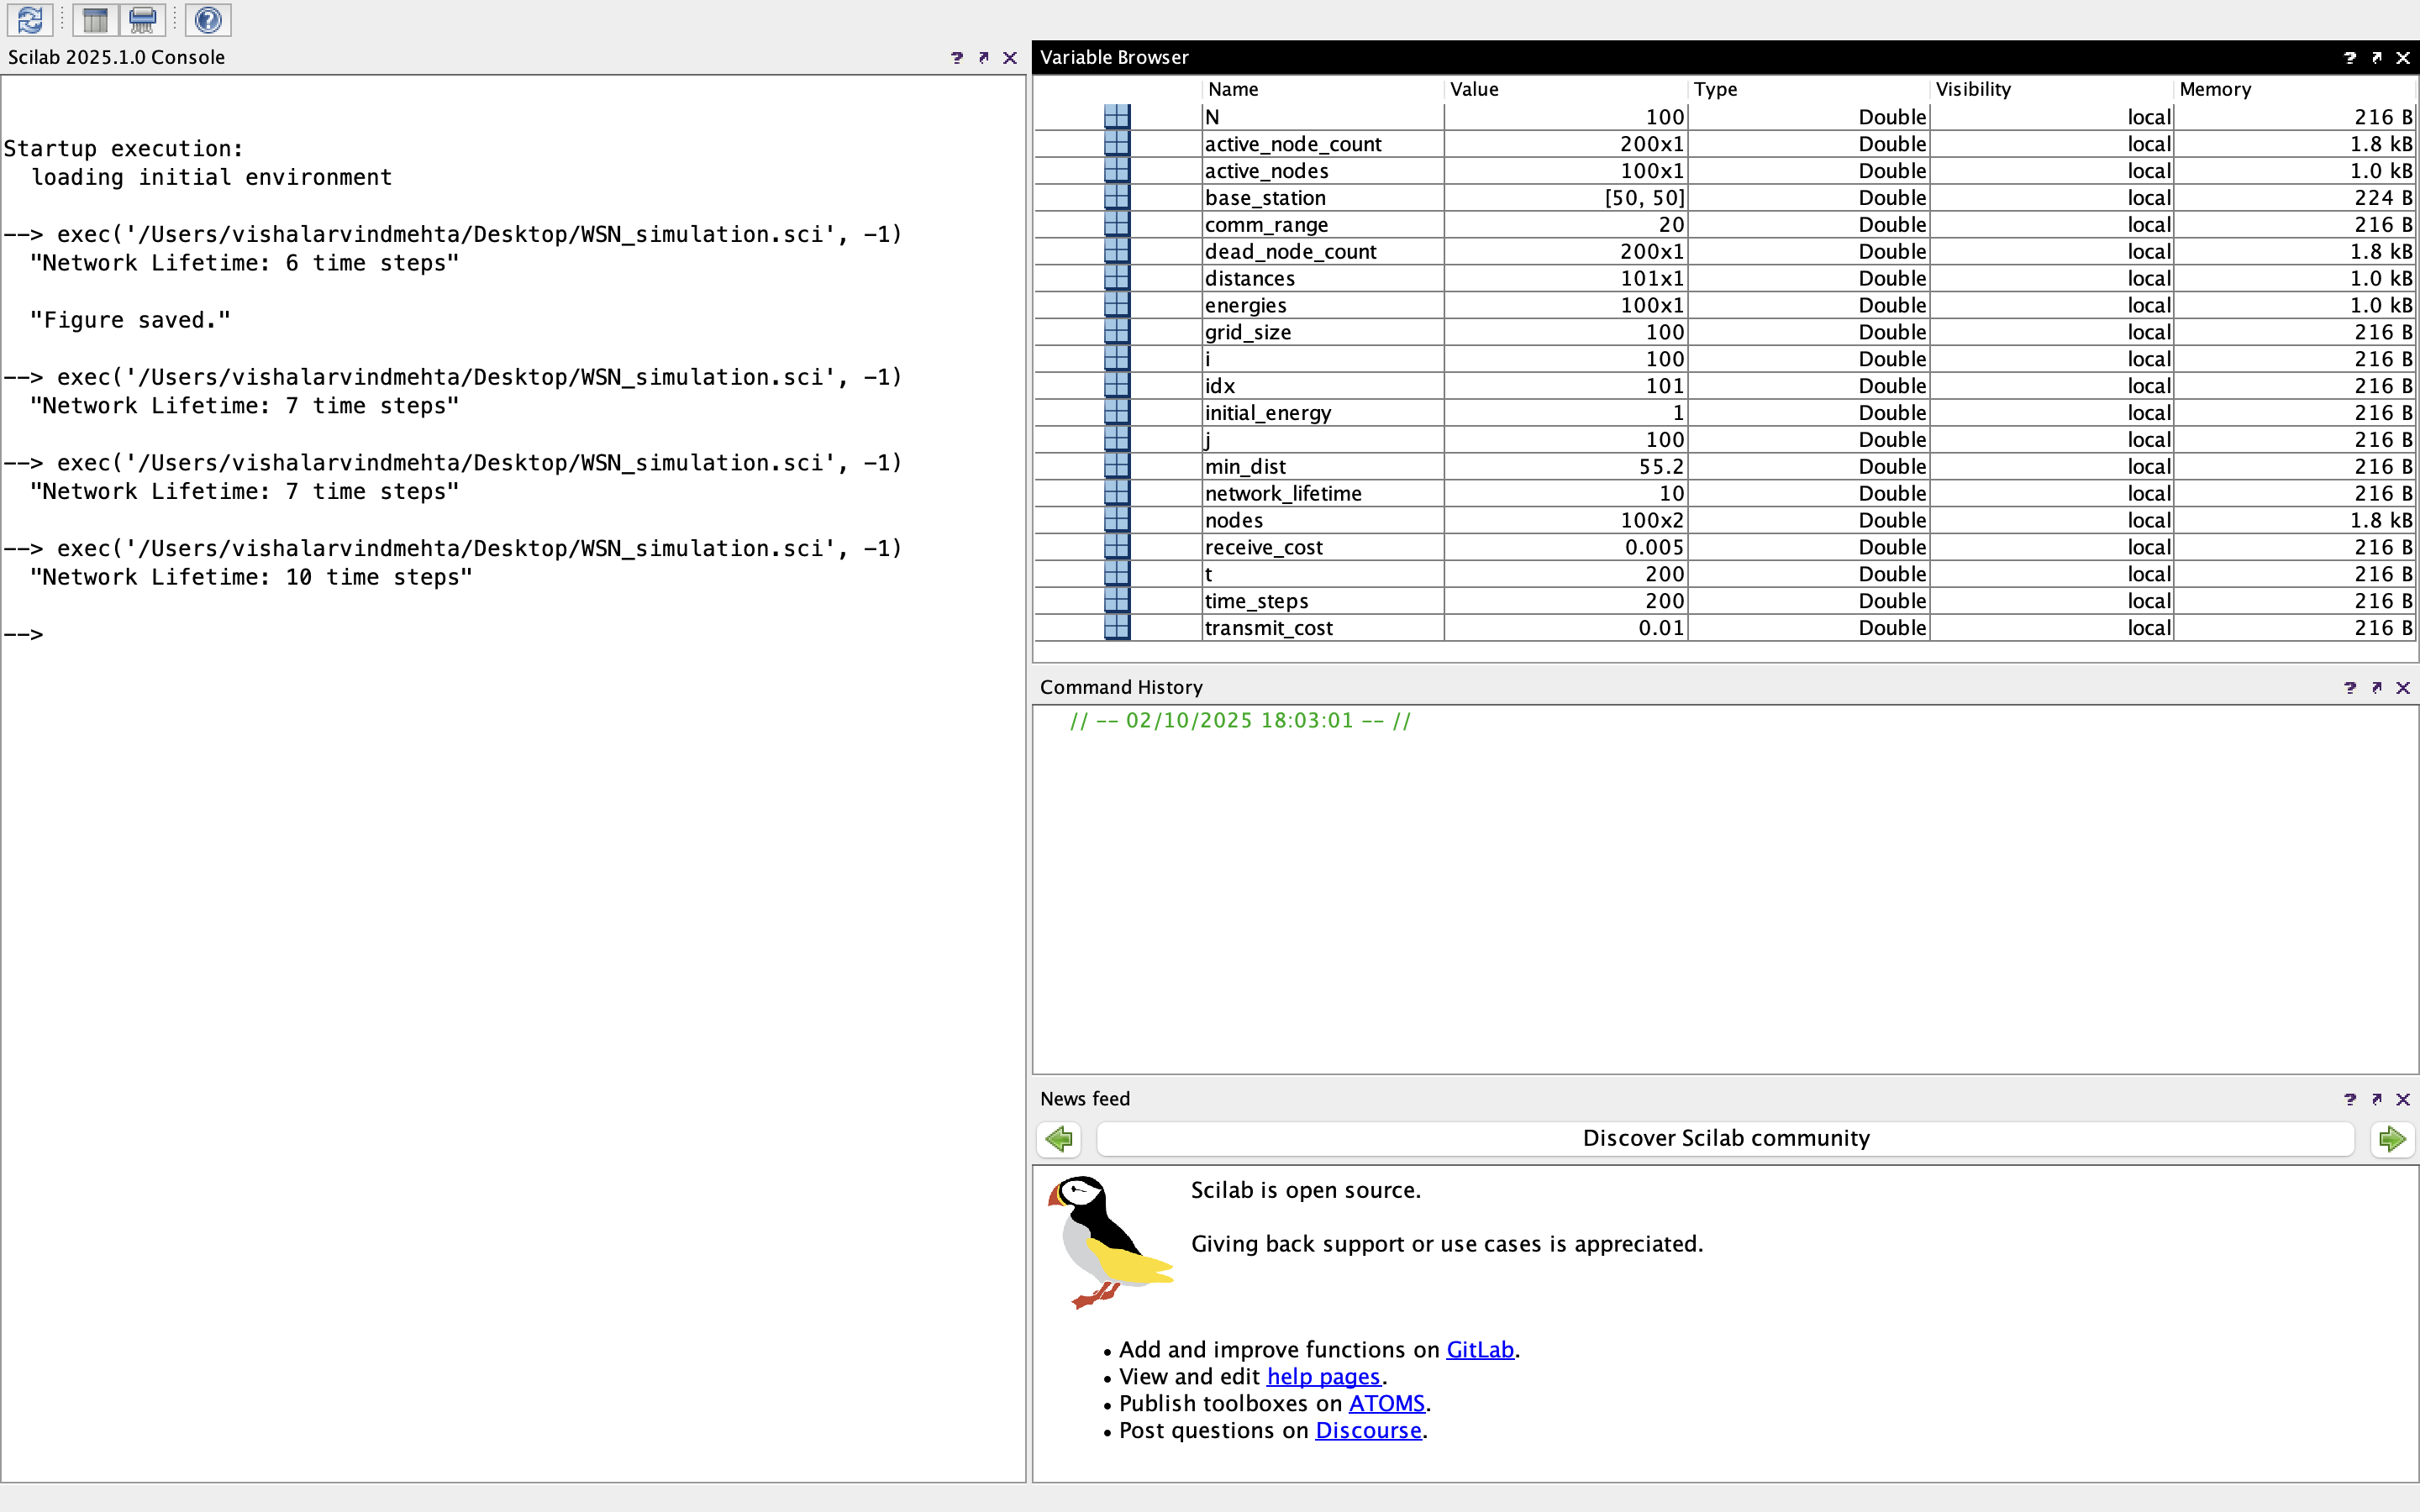 Scilab 2025.1.0 Console
Startup execution:
loading initial environment
--> exec('/Users/vishalarvindmehta/Desktop/WSN_simulation.sci', -1)
"Network Lifetime: 6 time steps"
"Figure saved."
--> exec('/Users/vishalarvindmehta/Desktop/WSN_simulation.sci', -1)
"Network Lifetime: 7 time steps"
--> exec('/Users/vishalarvindmehta/Desktop/WSN_simulation.sci', -1)
"Network Lifetime: 7 time steps"
--> exec('/Users/vishalarvindmehta/Desktop/WSN_simulation.sci', -1)
"Network Lifetime: 10 time steps"
-->
Variable Browser
Name Value Type Visibility Memory
N 100 Double local 216 B
active_node_count 200x1 Double local 1.8 kB
active_nodes 100x1 Double local 1.0 kB
base_station [50, 50] Double local 224 B
comm_range 20 Double local 216 B
dead_node_count 200x1 Double local 1.8 kB
distances 101x1 Double local 1.0 kB
energies 100x1 Double local 1.0 kB
grid_size 100 Double local 216 B
i 100 Double local 216 B
idx 101 Double local 216 B
initial_energy 1 Double local 216 B
j 100 Double local 216 B
min_dist 55.2 Double local 216 B
network_lifetime 10 Double local 216 B
nodes 100x2 Double local 1.8 kB
receive_cost 0.005 Double local 216 B
t 200 Double local 216 B
time_steps 200 Double local 216 B
transmit_cost 0.01 Double local 216 B
Command History
// -- 02/10/2025 18:03:01 -- //
News feed
Discover Scilab community
Scilab is open source.
Giving back support or use cases is appreciated.
• Add and improve functions on GitLab.
• View and edit help pages.
• Publish toolboxes on ATOMS.
• Post questions on Discourse.